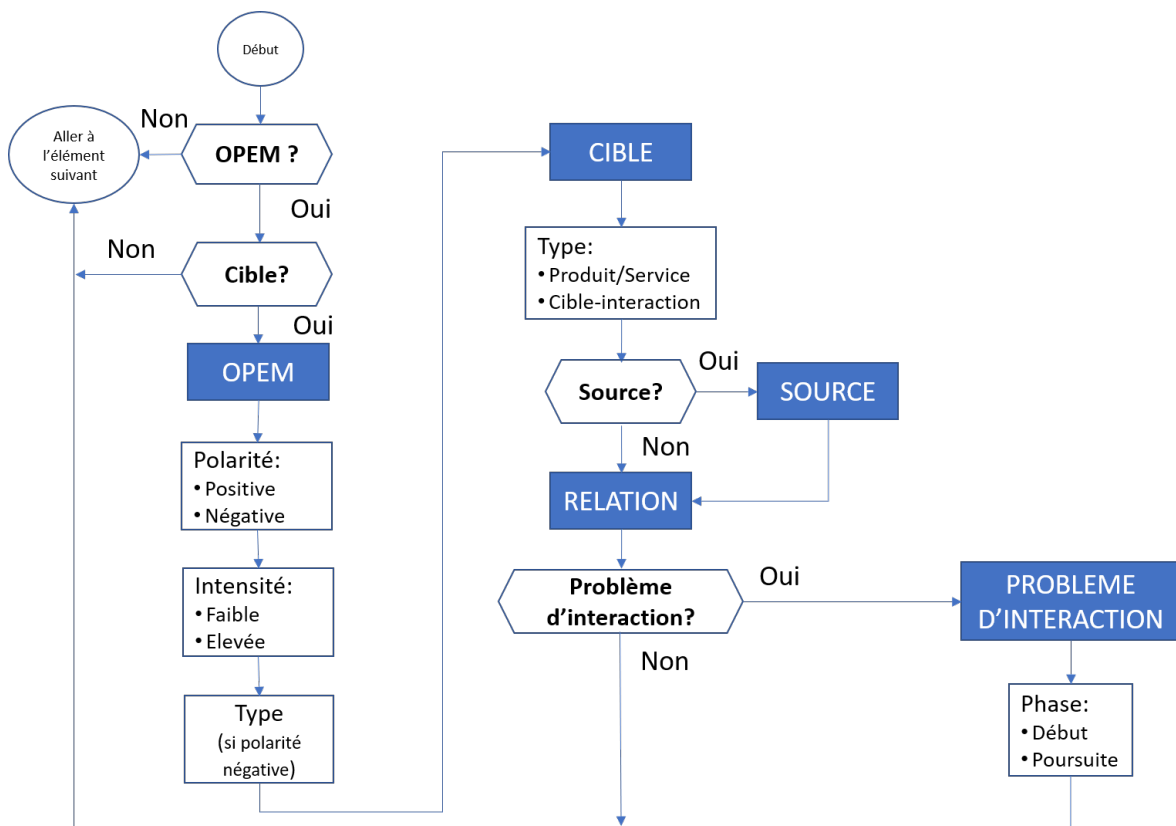 Début
Non
Aller à
l'élément
suivant
OPEM ?
Oui
Non
Cible?
Oui
OPEM
Polarité:
• Positive
• Négative
Intensité:
• Faible
• Elevée
Type
(si polarité
négative)
CIBLE
Type:
• Produit/Service
• Cible-interaction
Source?
Oui
SOURCE
Non
RELATION
Problème
d'interaction?
Oui
Non
PROBLEME
D'INTERACTION
Phase:
• Début
• Poursuite